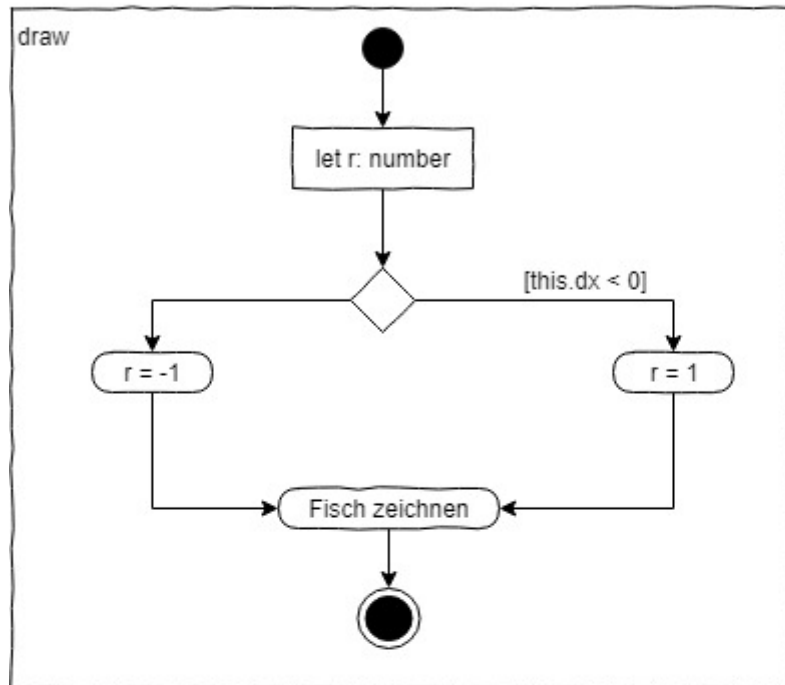 draw
let r: number
[this.dx < 0]
r = -1
r = 1
Fisch zeichnen